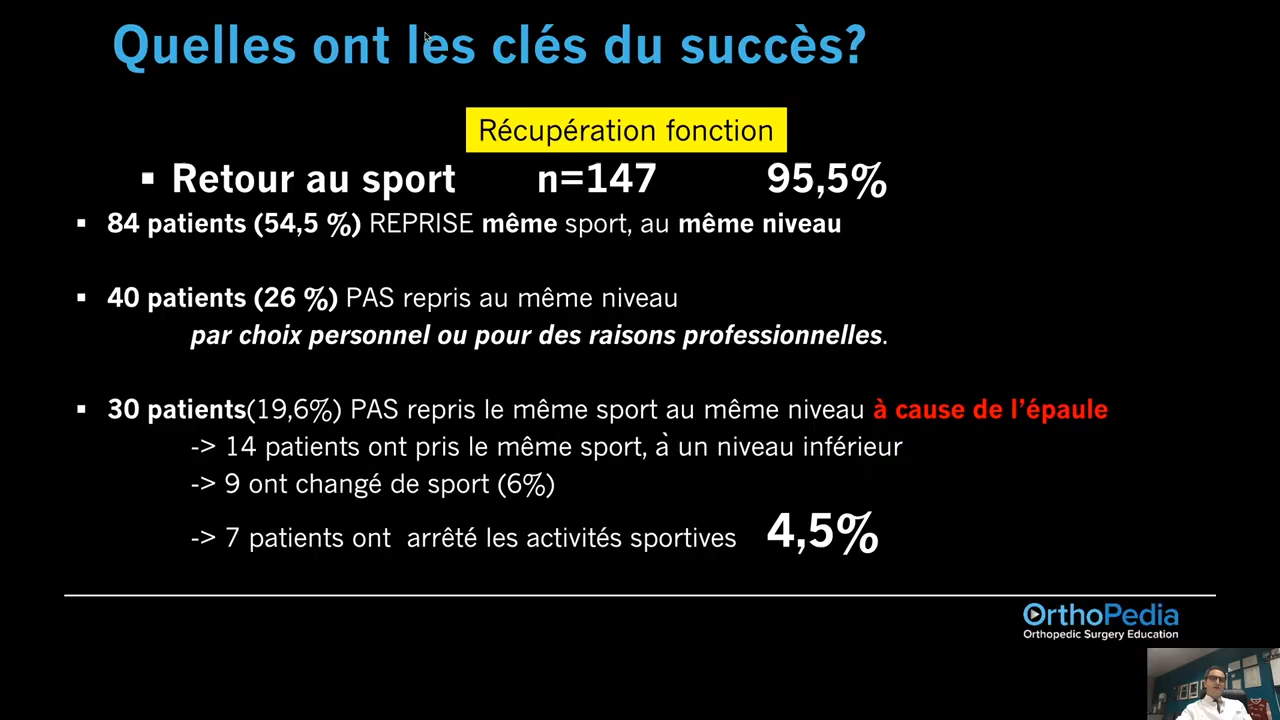 Quelles ont les clés du succès?
Récupération fonction
▪ Retour au sport n=147 95,5%
▪ 84 patients (54,5 %) REPRISE même sport, au même niveau
▪ 40 patients (26 %) PAS repris au même niveau
par choix personnel ou pour des raisons professionnelles.
▪ 30 patients(19,6%) PAS repris le même sport au même niveau à cause de l’épaule
-> 14 patients ont pris le même sport, à un niveau inférieur
-> 9 ont changé de sport (6%)
-> 7 patients ont arrêté les activités sportives 4,5%
OrthoPedia
Orthopedic Surgery Education